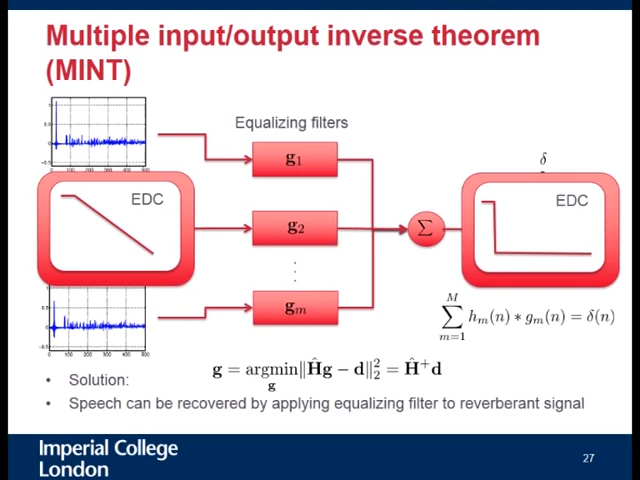 Multiple input/output inverse theorem
(MINT)
Equalizing filters
g₁
δ
EDC
EDC
g₂
∑
⋮
gₘ
∑_{m=1}^{M} hₘ(n) ∗ gₘ(n) = δ(n)
• Solution: g = argmin_g ‖Ĥg − d‖₂² = Ĥ⁺d
• Speech can be recovered by applying equalizing filter to reverberant signal
Imperial College
London
27